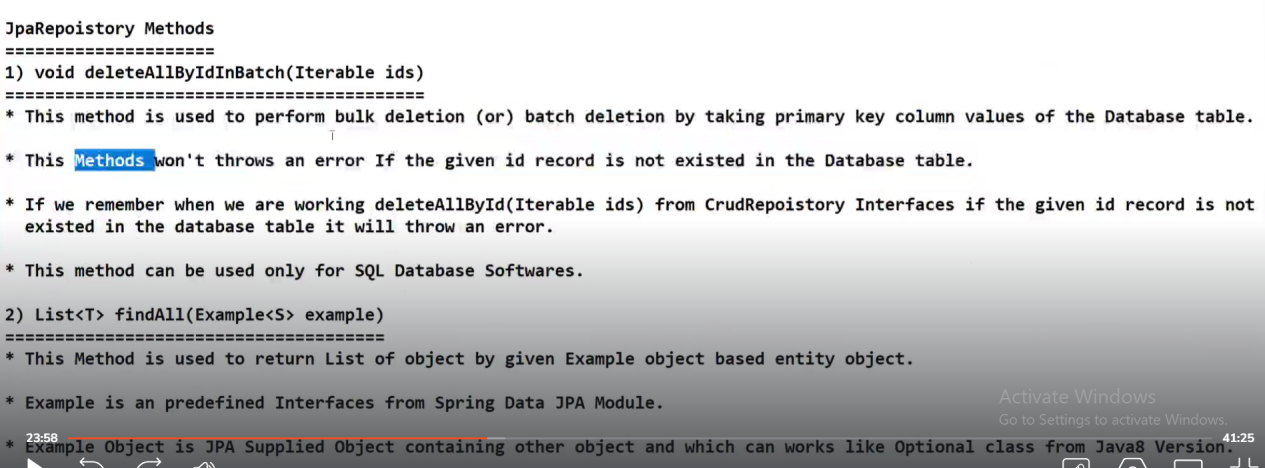 JpaRepoistory Methods
=====================
1) void deleteAllByIdInBatch(Iterable ids)
==========================================
* This method is used to perform bulk deletion (or) batch deletion by taking primary key column values of the Database table.
* This Methods won't throws an error If the given id record is not existed in the Database table.
* If we remember when we are working deleteAllById(Iterable ids) from CrudRepoistory Interfaces if the given id record is not
existed in the database table it will throw an error.
* This method can be used only for SQL Database Softwares.
2) List<T> findAll(Example<S> example)
======================================
* This Method is used to return List of object by given Example object based entity object.
* Example is an predefined Interfaces from Spring Data JPA Module.
Activate Windows
Go to Settings to activate Windows.
23:58
41:25
* Example Object is JPA Supplied Object containing other object and which can works like Optional class from Java8 Version.